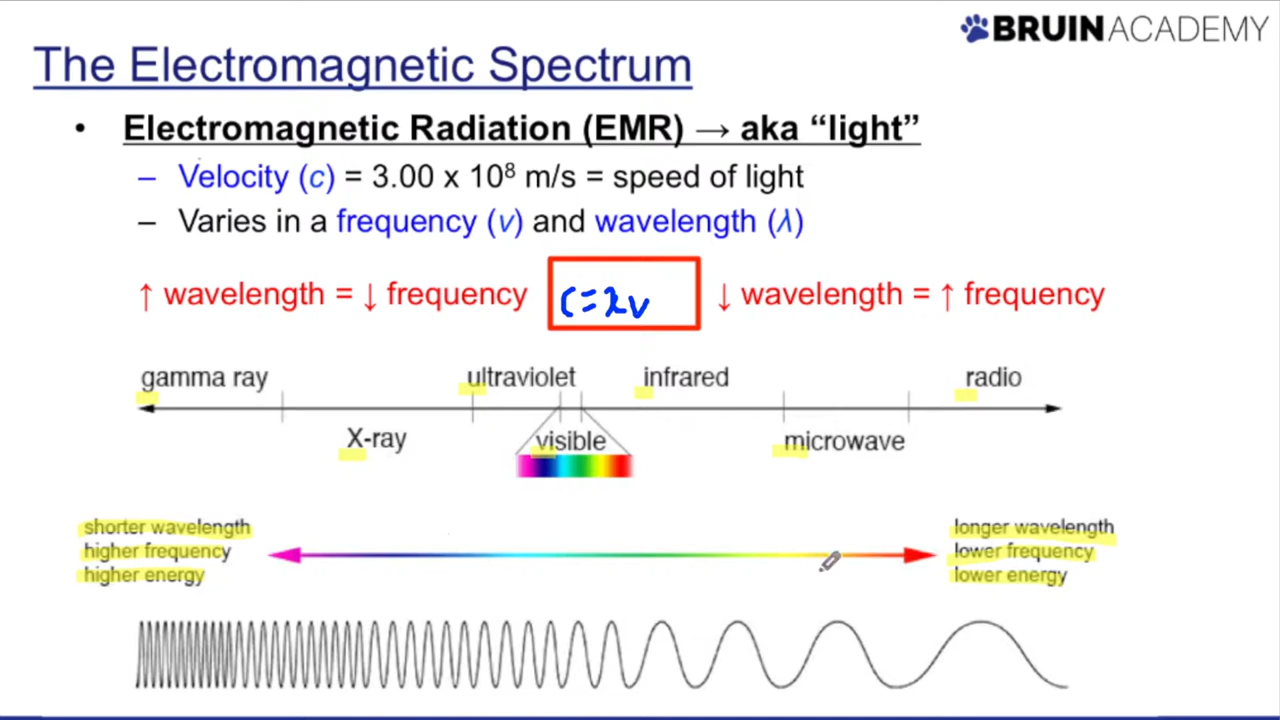 BRUINACADEMY
The Electromagnetic Spectrum
• Electromagnetic Radiation (EMR) → aka “light”
– Velocity (c) = 3.00 x 10⁸ m/s = speed of light
– Varies in a frequency (v) and wavelength (λ)
↑ wavelength = ↓ frequency
c=λv
↓ wavelength = ↑ frequency
gamma ray ultraviolet infrared radio
X-ray visible microwave
shorter wavelength
higher frequency
higher energy
longer wavelength
lower frequency
lower energy